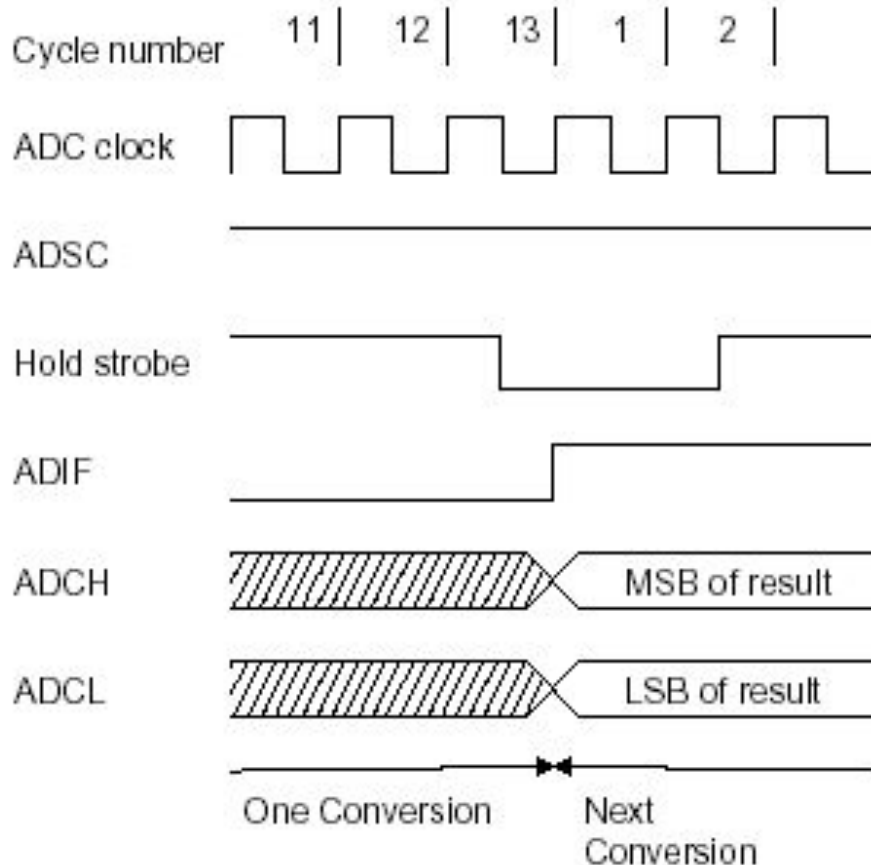 Cycle number 11 12 13 1 2
ADC clock
ADSC
Hold strobe
ADIF
ADCH MSB of result
ADCL LSB of result
One Conversion Next
Conversion